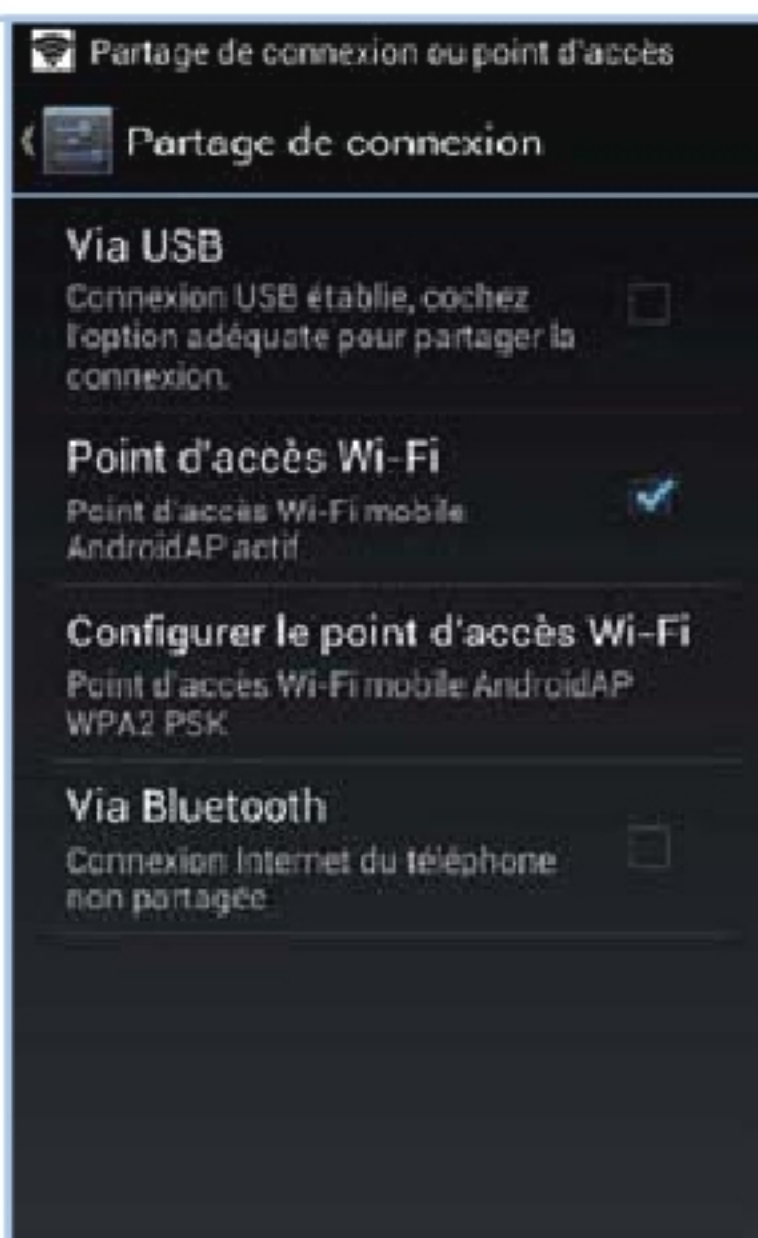 Partage de connexion ou point d'accès
Partage de connexion
Via USB
Connexion USB établie, cochez
l'option adéquate pour partager la
connexion.
Point d'accès Wi-Fi
Point d'accès Wi-Fi mobile
AndroidAP actif
Configurer le point d'accès Wi-Fi
Point d'accès Wi-Fi mobile AndroidAP
WPA2 PSK
Via Bluetooth
Connexion Internet du téléphone
non partagée